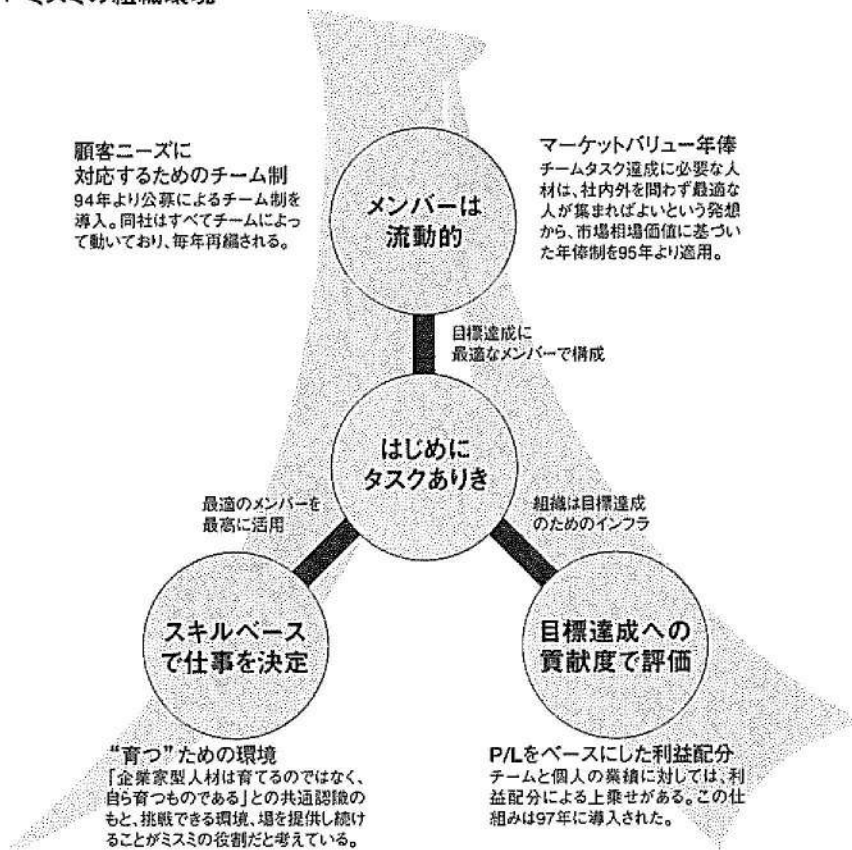 ミスミの組織環境
顧客ニーズに
対応するためのチーム制
94年より公募によるチーム制を
導入。同社はすべてチームによっ
て動いており、毎年再編される。
マーケットバリュー年俸
チームタスク達成に必要な人
材は、社内外を問わず最適な
人が集まればよいという発想
から、市場相場価値に基づい
た年俸制を95年より適用。
メンバーは
流動的
目標達成に
最適なメンバーで構成
はじめに
タスクありき
最適のメンバーを
最高に活用
組織は目標達成
のためのインフラ
スキルベース
で仕事を決定
目標達成への
貢献度で評価
“育つ”ための環境
「企業家型人材は育てるのではなく、
自ら育つものである」との共通認識の
もと、挑戦できる環境、場を提供し続け
ることがミスミの役割だと考えている。
P/Lをベースにした利益配分
チームと個人の業績に対しては、利
益配分による上乗せがある。この仕
組みは97年に導入された。